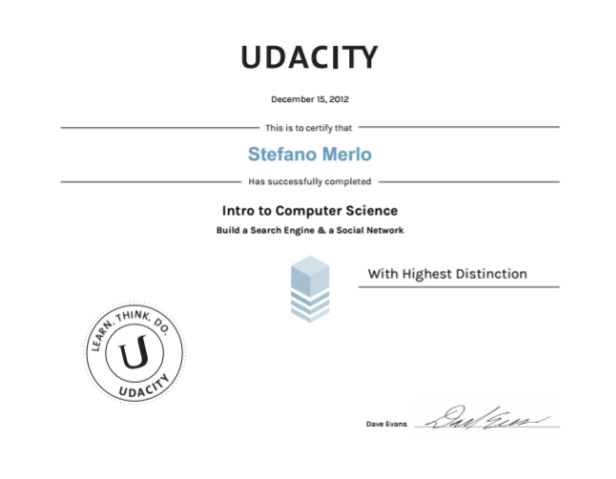 UDACITY
December 15, 2012
This is to certify that
Stefano Merlo
Has successfully completed
Intro to Computer Science
Build a Search Engine & a Social Network
With Highest Distinction
LEARN. THINK. DO.
U
UDACITY
Dave Evans